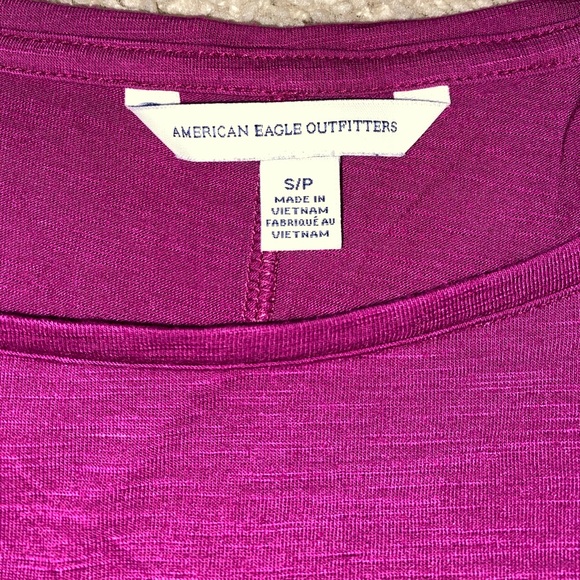 AMERICAN EAGLE OUTFITTERS
S/P
MADE IN
VIETNAM
FABRIQUÉ AU
VIETNAM